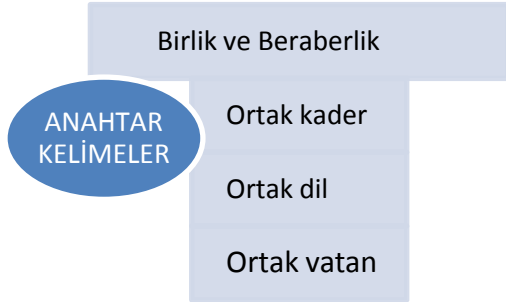 Birlik ve Beraberlik
ANAHTAR
KELİMELER
Ortak kader
Ortak dil
Ortak vatan